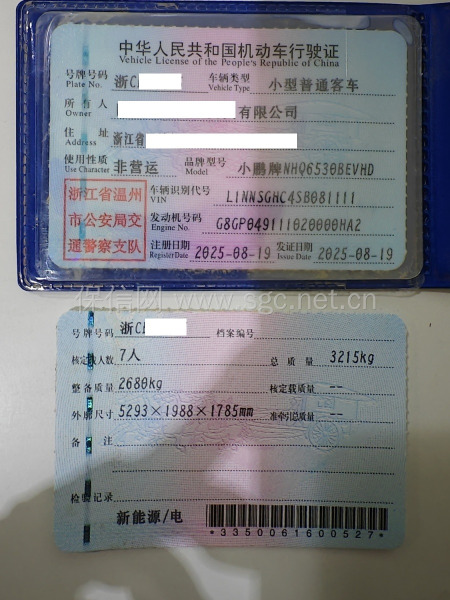 中华人民共和国机动车行驶证
Vehicle License of the People's Republic of China
号牌号码 浙C 车辆类型 小型普通客车
Plate No. Vehicle Type
所有人 有限公司
Owner
住址 浙江省
Address
使用性质 非营运 品牌型号 小鹏牌NHQ6530BEVHD
Use Character Model
浙江省温州
市公安局交
通警察支队
车辆识别代号 L1NNSGHC4SB081111
VIN
发动机号码 G8GP049111020000HA2
Engine No.
注册日期 2025-08-19 发证日期 2025-08-19
Register Date Issue Date
保信网 www.sgc.net.cn
号牌号码 浙C 档案编号
核定载人数 7人 总质量 3215kg
整备质量 2680kg 核定载质量 --
外廓尺寸 5293×1988×1785mm 准牵引总质量 --
备注
检验记录
新能源/电
*3350061600527*